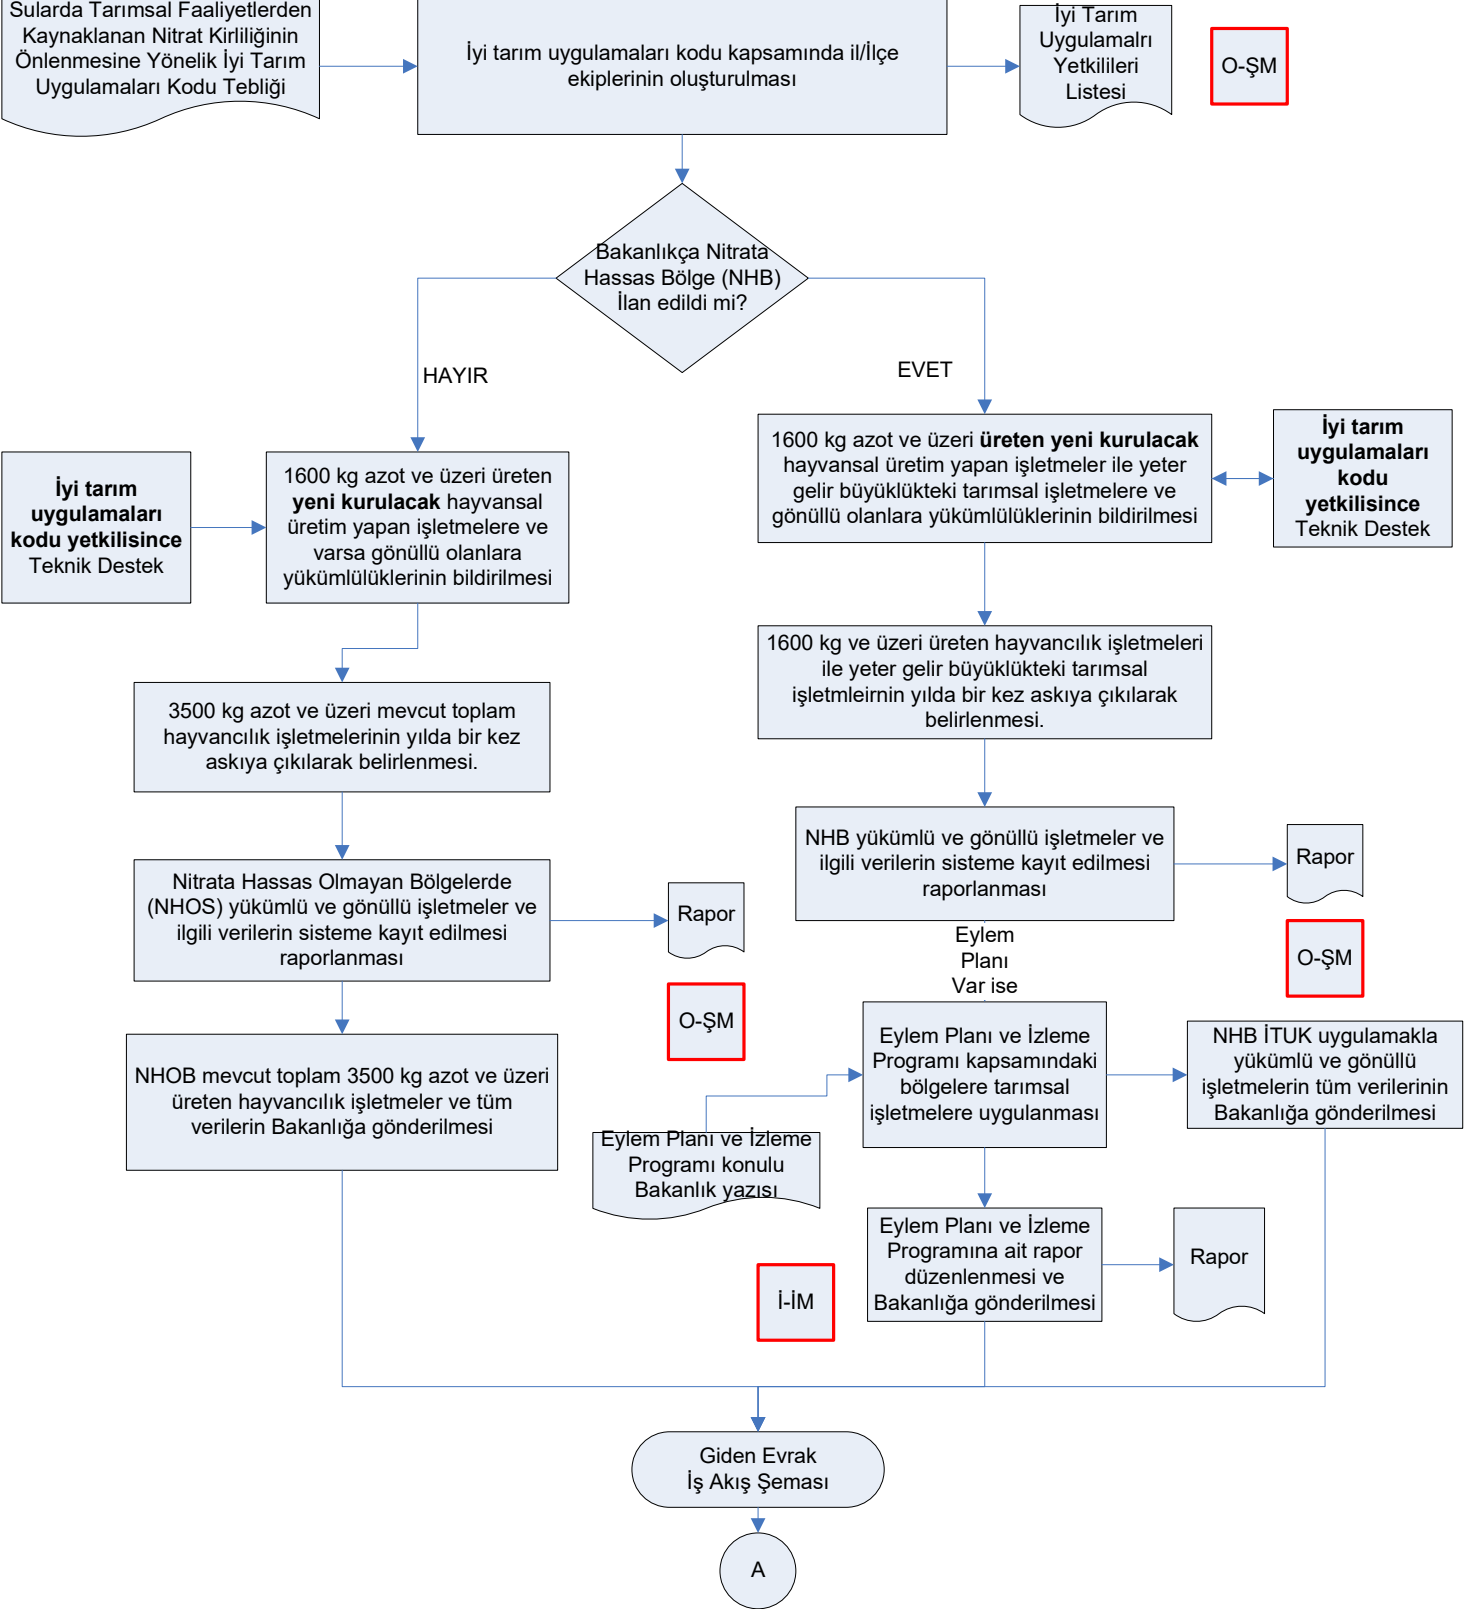 Sularda Tarımsal Faaliyetlerden
Kaynaklanan Nitrat Kirliliğinin
Önlenmesine Yönelik İyi Tarım
Uygulamaları Kodu Tebliği
İyi tarım uygulamaları kodu kapsamında il/İlçe
ekiplerinin oluşturulması
İyi Tarım
Uygulamalrı
Yetkilileri
Listesi
O-ŞM
Bakanlıkça Nitrata
Hassas Bölge (NHB)
İlan edildi mi?
HAYIR
EVET
İyi tarım
uygulamaları
kodu yetkilisince
Teknik Destek
1600 kg azot ve üzeri üreten
yeni kurulacak hayvansal
üretim yapan işletmelere ve
varsa gönüllü olanlara
yükümlülüklerinin bildirilmesi
1600 kg azot ve üzeri üreten yeni kurulacak
hayvansal üretim yapan işletmeler ile yeter
gelir büyüklükteki tarımsal işletmelere ve
gönüllü olanlara yükümlülüklerinin bildirilmesi
İyi tarım
uygulamaları
kodu
yetkilisince
Teknik Destek
1600 kg ve üzeri üreten hayvancılık işletmeleri
ile yeter gelir büyüklükteki tarımsal
işletmleirnin yılda bir kez askıya çıkılarak
belirlenmesi.
3500 kg azot ve üzeri mevcut toplam
hayvancılık işletmelerinin yılda bir kez
askıya çıkılarak belirlenmesi.
NHB yükümlü ve gönüllü işletmeler ve
ilgili verilerin sisteme kayıt edilmesi
raporlanması
Rapor
O-ŞM
Nitrata Hassas Olmayan Bölgelerde
(NHOS) yükümlü ve gönüllü işletmeler ve
ilgili verilerin sisteme kayıt edilmesi
raporlanması
Rapor
O-ŞM
Eylem
Planı
Var ise
Eylem Planı ve İzleme
Programı kapsamındaki
bölgelere tarımsal
işletmelere uygulanması
NHB İTUK uygulamakla
yükümlü ve gönüllü
işletmelerin tüm verilerinin
Bakanlığa gönderilmesi
NHOB mevcut toplam 3500 kg azot ve üzeri
üreten hayvancılık işletmeler ve tüm
verilerin Bakanlığa gönderilmesi
Eylem Planı ve İzleme
Programı konulu
Bakanlık yazısı
Eylem Planı ve İzleme
Programına ait rapor
düzenlenmesi ve
Bakanlığa gönderilmesi
Rapor
İ-İM
Giden Evrak
İş Akış Şeması
A